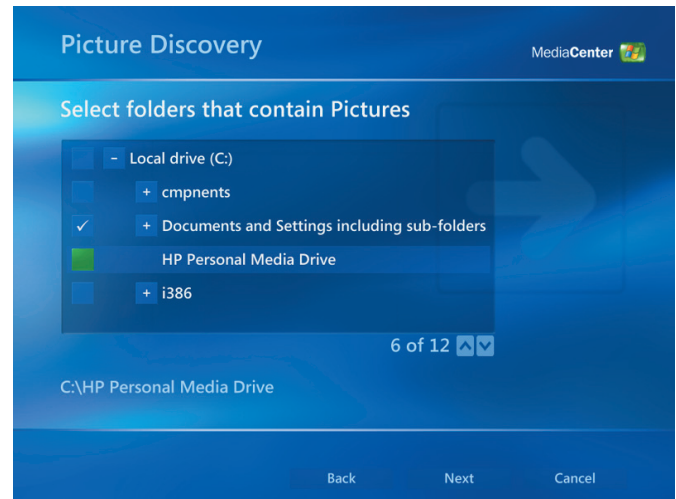 Picture Discovery
MediaCenter
Select folders that contain Pictures
- Local drive (C:)
+ cmpnents
✓ + Documents and Settings including sub-folders
HP Personal Media Drive
+ i386
6 of 12
C:\HP Personal Media Drive
Back Next Cancel